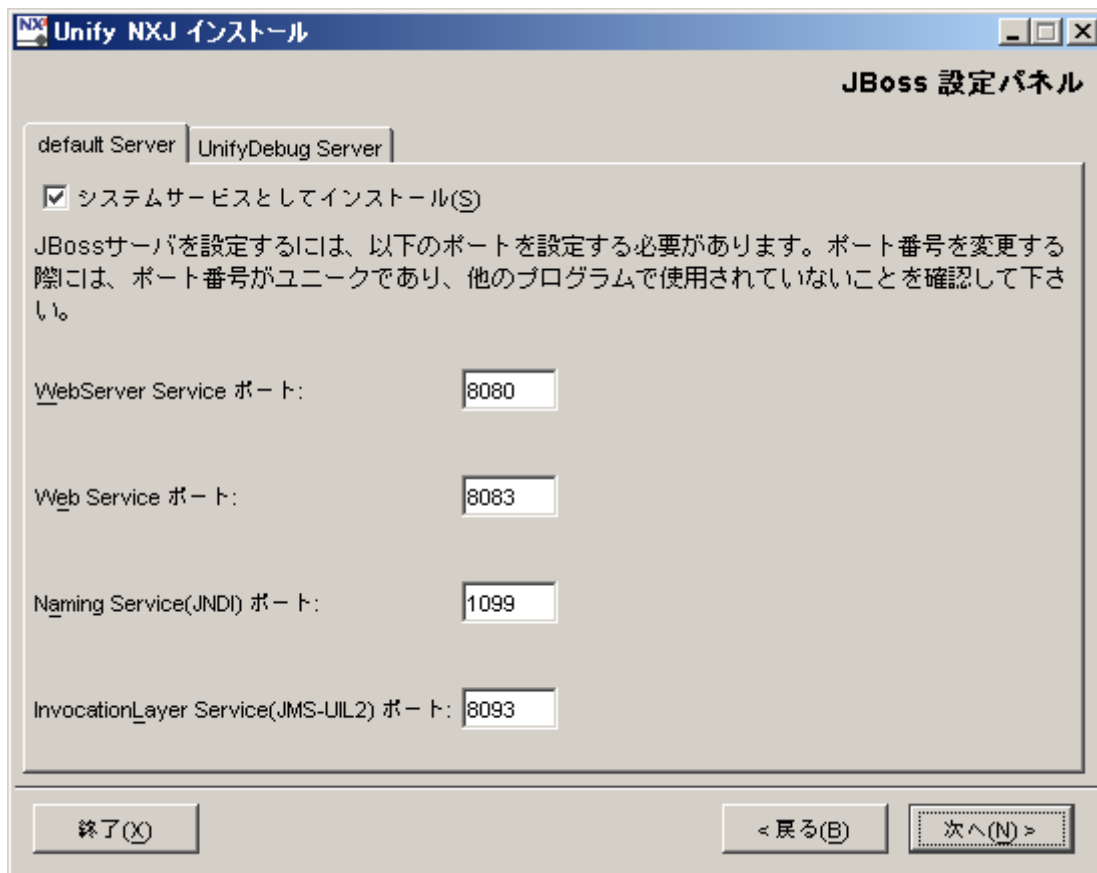 NXJ Unify NXJ インストール
JBoss 設定パネル
default Server UnifyDebug Server
システムサービスとしてインストール(S)
JBossサーバを設定するには、以下のポートを設定する必要があります。ポート番号を変更する
際には、ポート番号がユニークであり、他のプログラムで使用されていないことを確認して下さ
い。
WebServer Service ポート: 8080
Web Service ポート: 8083
Naming Service(JNDI) ポート: 1099
InvocationLayer Service(JMS-UIL2) ポート: 8093
終了(X) < 戻る(B) 次へ(N) >